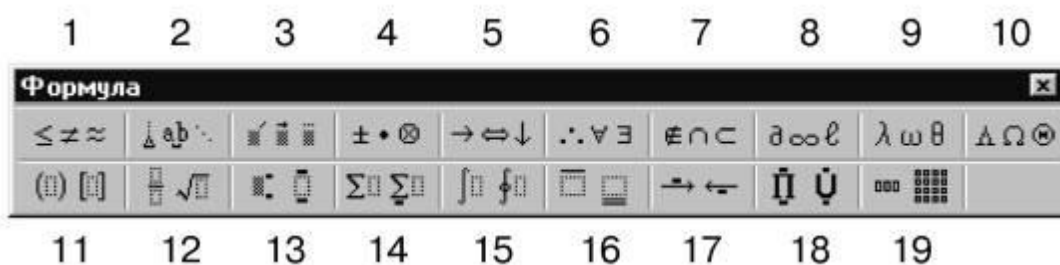 1 2 3 4 5 6 7 8 9 10
Формула
≤ ≠ ≈ a͟b ⋱ ± • ⊗ → ⇔ ↓ ∴ ∀ ∃ ∉ ∩ ⊂ ∂ ∞ ℓ λ ω θ Λ Ω Θ
(▯) [▯] √▯ Σ▯ Σ▯ ∫▯ ∮▯ → ← Π U
11 12 13 14 15 16 17 18 19